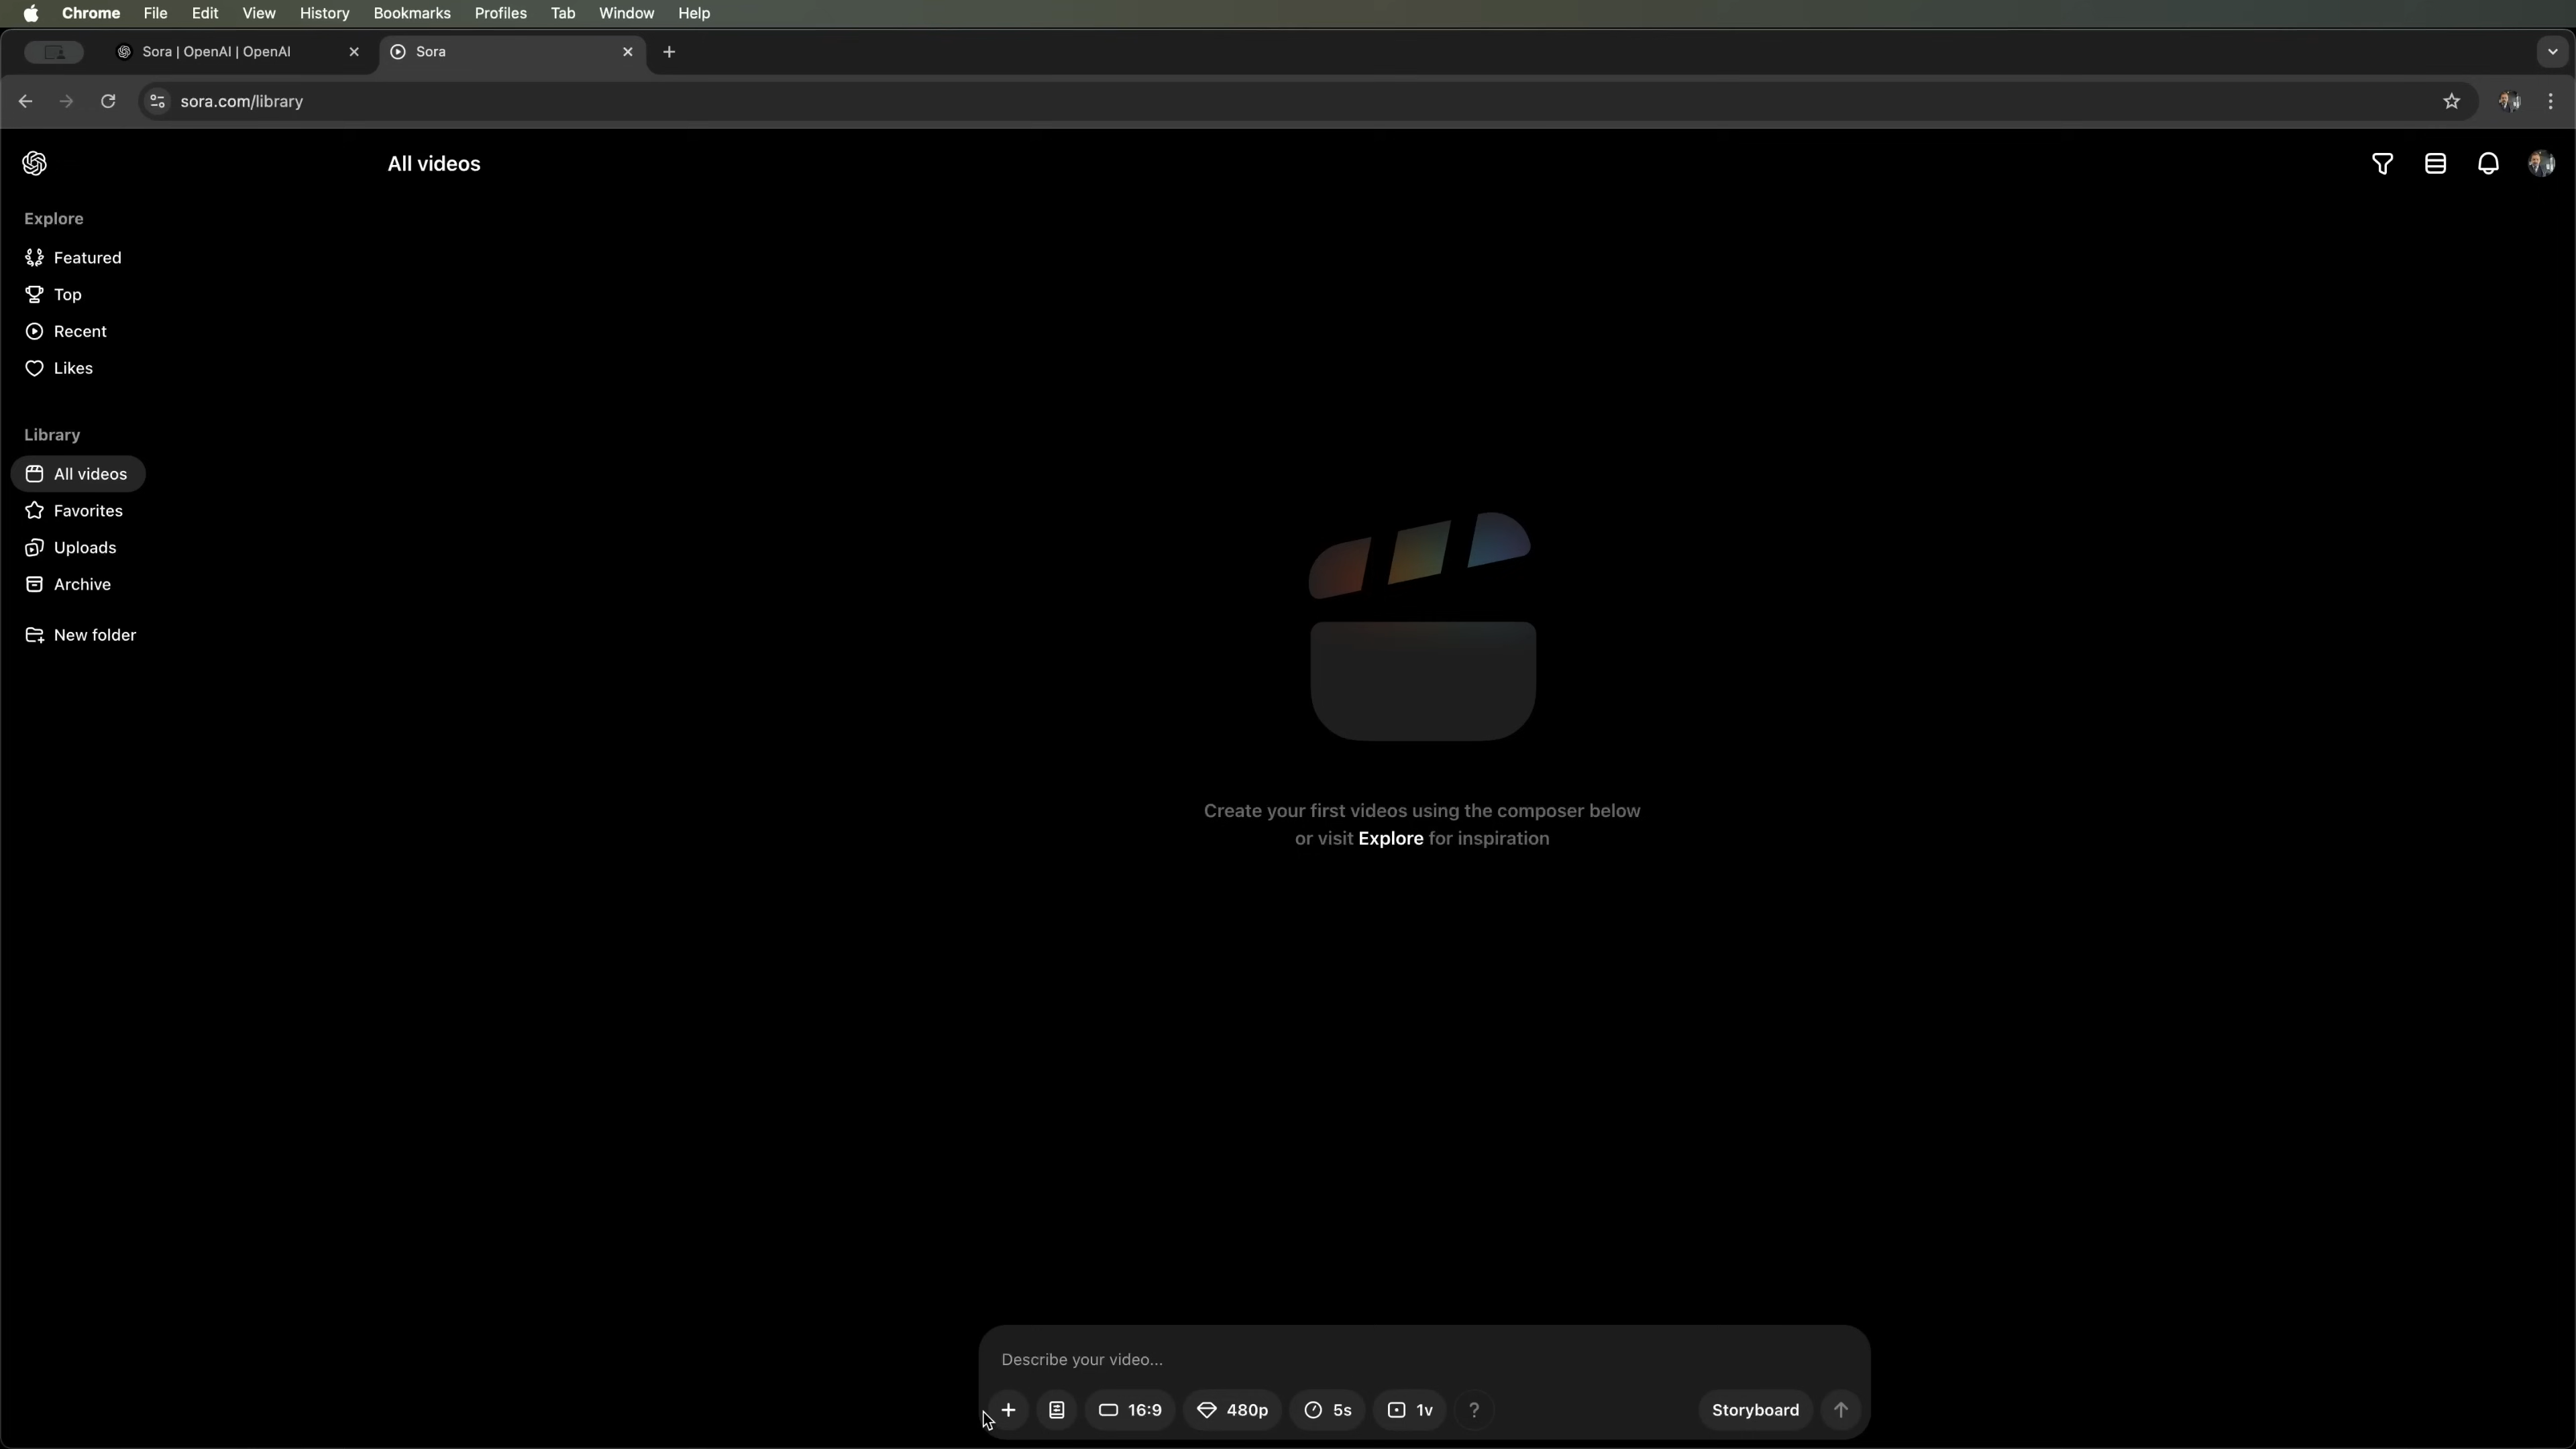 Chrome File Edit View History Bookmarks Profiles Tab Window Help
Sora | OpenAI | OpenAI
Sora
sora.com/library
All videos
Explore
Featured
Top
Recent
Likes
Library
All videos
Favorites
Uploads
Archive
New folder
Create your first videos using the composer below
or visit Explore for inspiration
Describe your video...
16:9 480p 5s 1v ? Storyboard